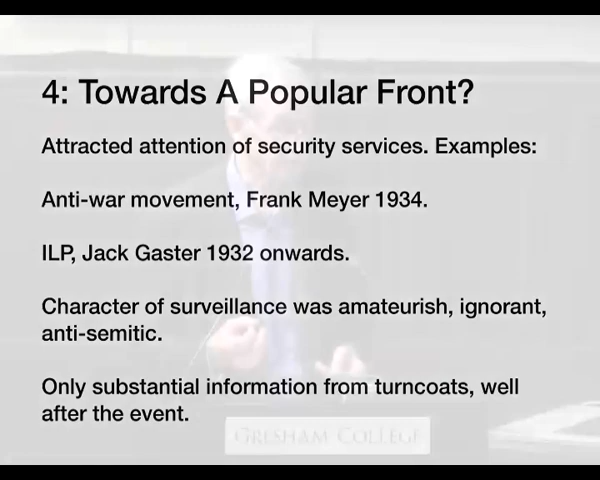 4: Towards A Popular Front?
Attracted attention of security services. Examples:
Anti-war movement, Frank Meyer 1934.
ILP, Jack Gaster 1932 onwards.
Character of surveillance was amateurish, ignorant,
anti-semitic.
Only substantial information from turncoats, well
after the event.
GRESHAM COLLEGE